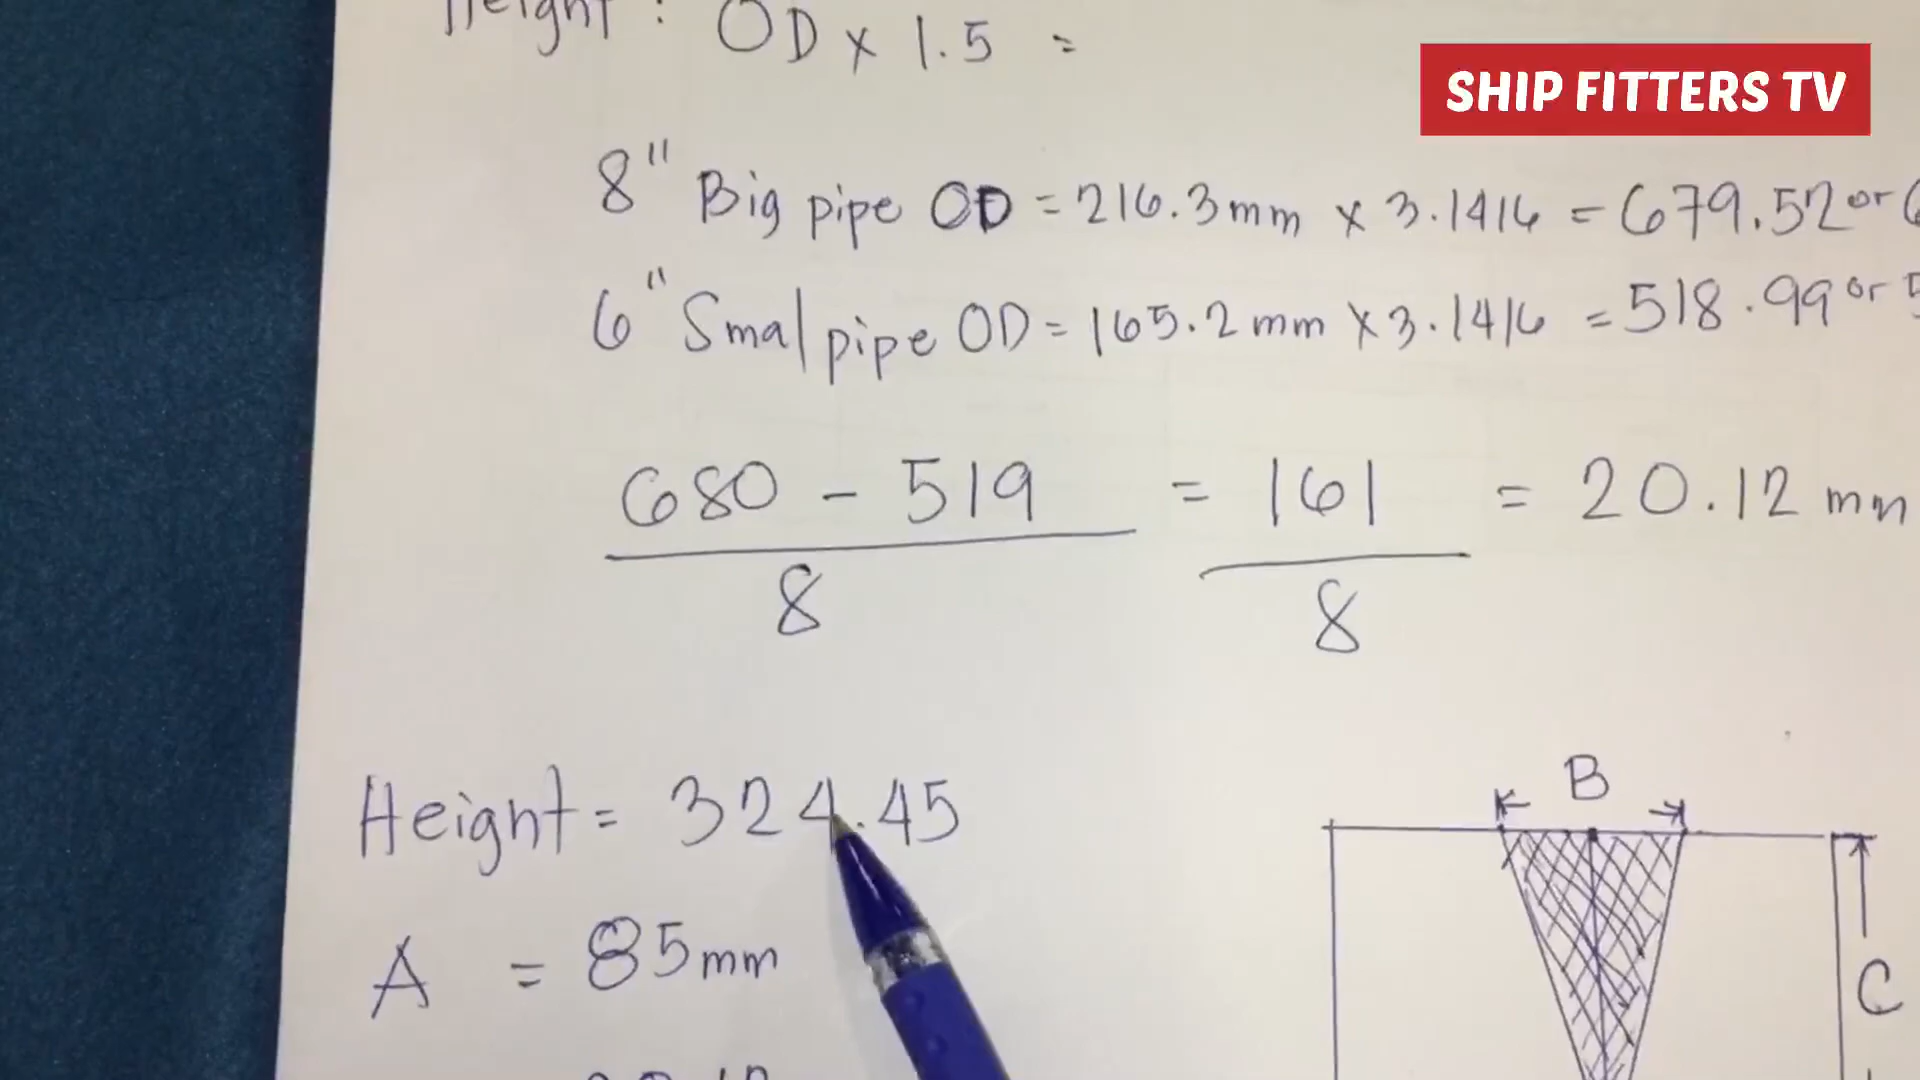 Height : OD x 1.5 =
SHIP FITTERS TV
8" Big pipe OD = 216.3mm x 3.1416 = 679.52 or
6" Smal pipe OD = 165.2 mm x 3.1416 = 518.99 or
680 - 519 = 161 = 20.12 mm
8 8
Height = 324.45
B
A = 85mm
C